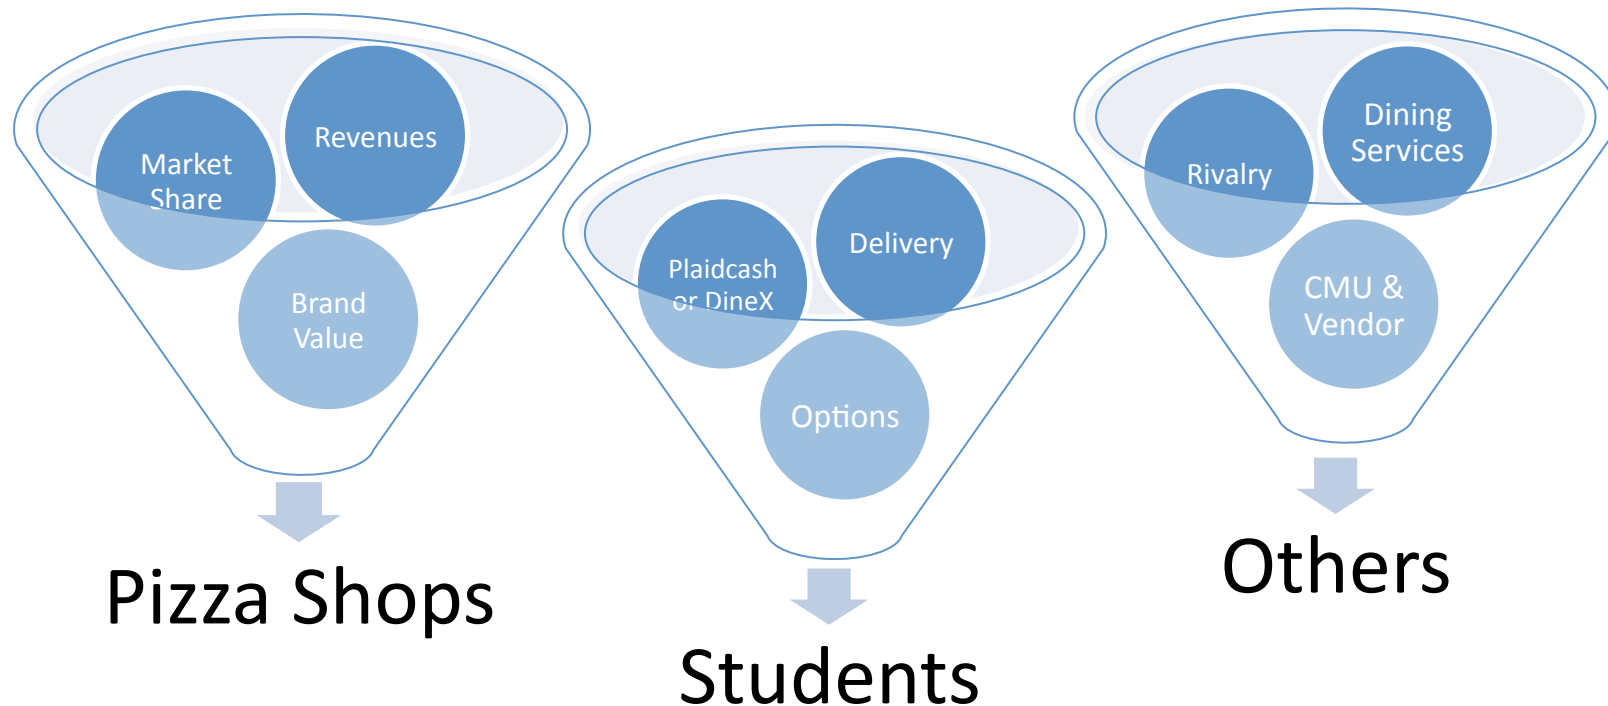 Market
Share
Revenues
Brand
Value
Pizza Shops
Plaidcash
or DineX
Delivery
Options
Students
Rivalry
Dining
Services
CMU &
Vendor
Others